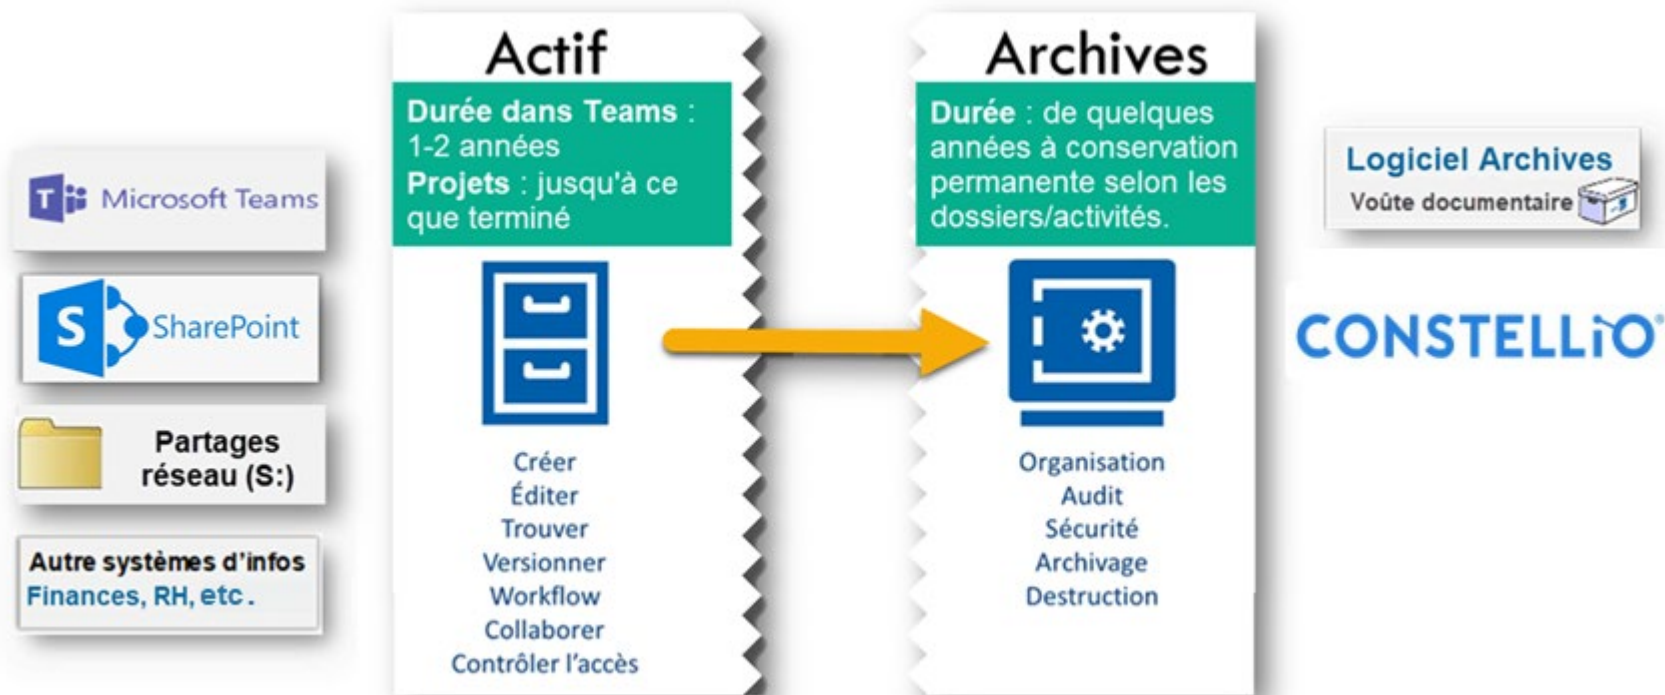 Microsoft Teams
SharePoint
Partages
réseau (S:)
Autre systèmes d'infos
Finances, RH, etc.
Actif
Durée dans Teams :
1-2 années
Projets : jusqu'à ce
que terminé
Créer
Éditer
Trouver
Versionner
Workflow
Collaborer
Contrôler l'accès
Archives
Durée : de quelques
années à conservation
permanente selon les
dossiers/activités.
Organisation
Audit
Sécurité
Archivage
Destruction
Logiciel Archives
Voûte documentaire
CONSTELLiO